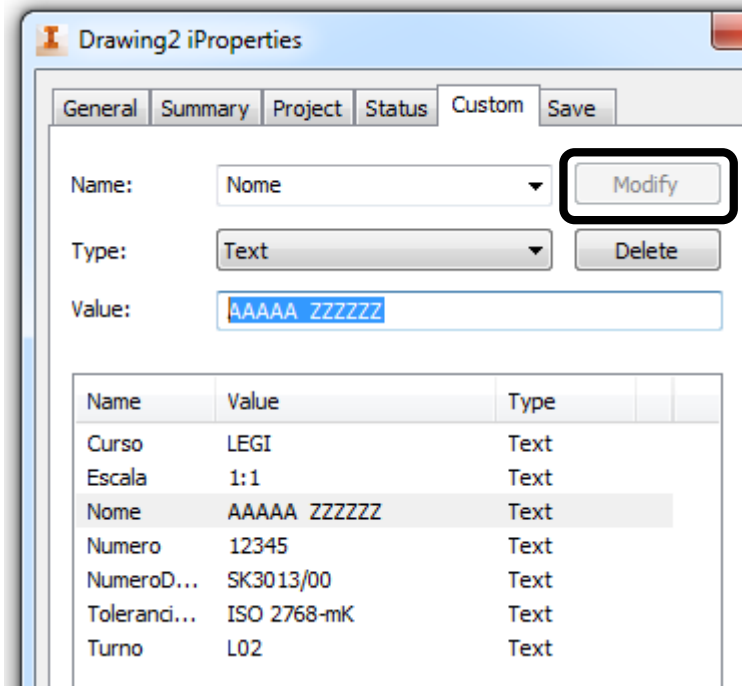 Drawing2 iProperties
General Summary Project Status Custom Save
Name: Nome Modify
Type: Text Delete
Value: AAAAA ZZZZZZ
Name Value Type
Curso LEGI Text
Escala 1:1 Text
Nome AAAAA ZZZZZZ Text
Numero 12345 Text
NumeroD... SK3013/00 Text
Toleranci... ISO 2768-mK Text
Turno L02 Text